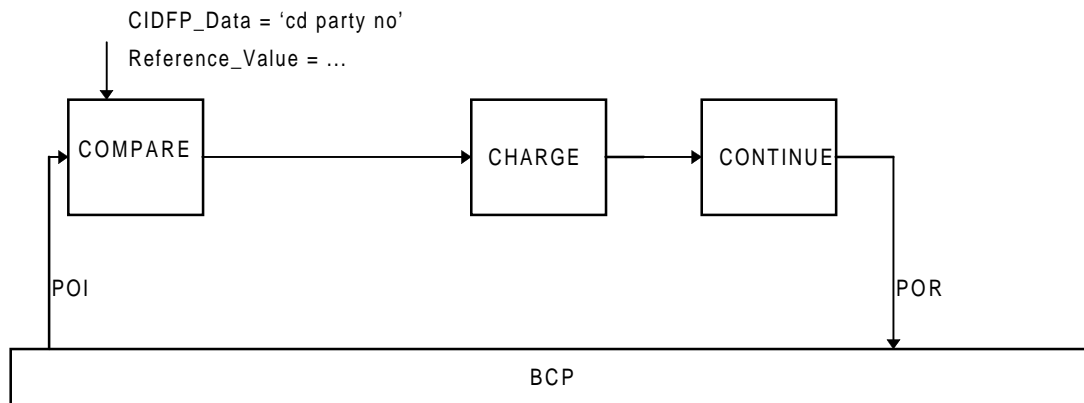 CIDFP_Data = ‘cd party no’
Reference_Value = ...
COMPARE
CHARGE
CONTINUE
POI
POR
BCP